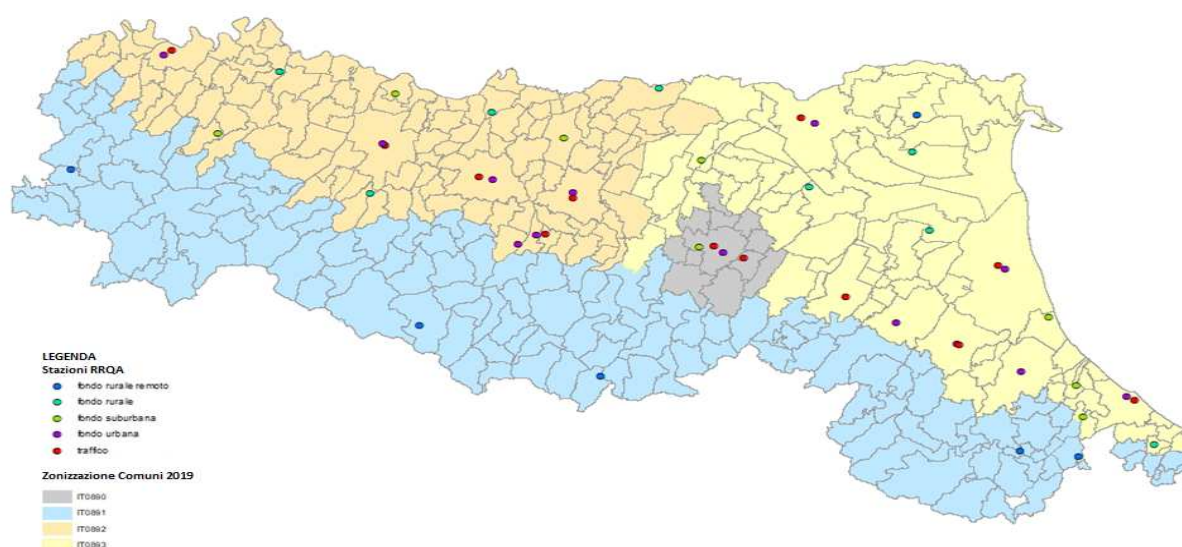 LEGENDA
Stazioni RRQA
fondo rurale remoto
fondo rurale
fondo suburbana
fondo urbana
traffico
Zonizzazione Comuni 2019
IT0890
IT0891
IT0892
IT0893